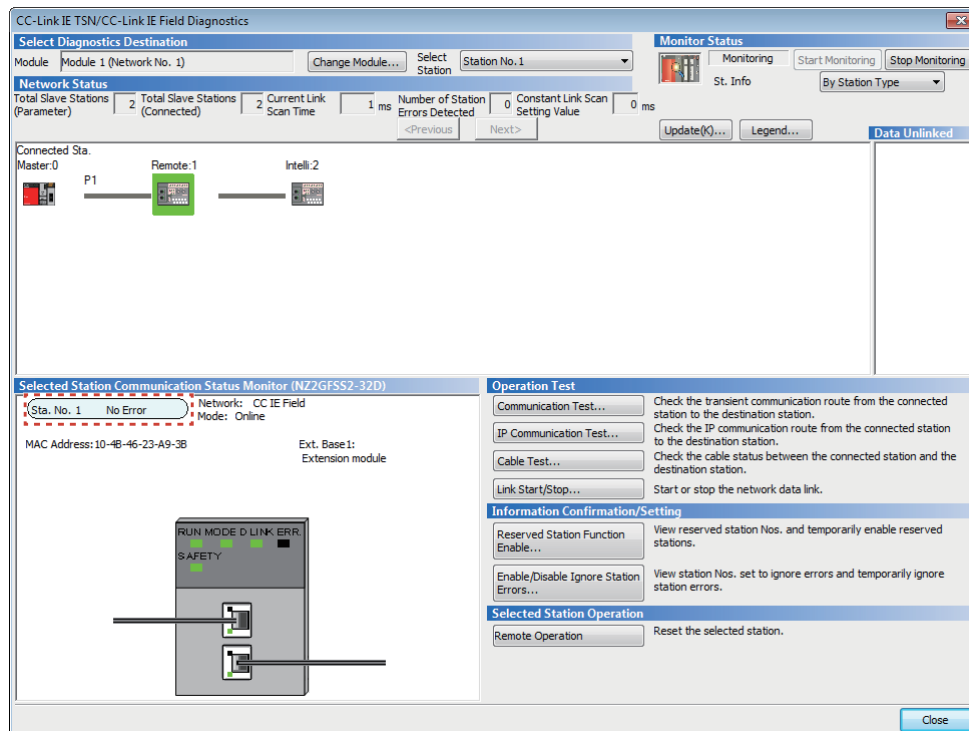 CC-Link IE TSN/CC-Link IE Field Diagnostics
Select Diagnostics Destination
Module Module 1 (Network No. 1) Change Module... Select Station Station No.1
Monitor Status
Monitoring Start Monitoring Stop Monitoring
St. Info By Station Type
Network Status
Total Slave Stations (Parameter) 2 Total Slave Stations (Connected) 2 Current Link Scan Time 1 ms Number of Station Errors Detected 0 Constant Link Scan Setting Value 0 ms
<Previous Next>
Update(K)... Legend...
Data Unlinked
Connected Sta.
Master:0 Remote:1 Intelli:2
P1
Selected Station Communication Status Monitor (NZ2GFSS2-32D)
Sta. No. 1 No Error
Network: CC IE Field
Mode: Online
MAC Address:10-4B-46-23-A9-3B
Ext. Base1:
Extension module
RUN MODE D LINK ERR.
SAFETY
Operation Test
Communication Test...
Check the transient communication route from the connected
station to the destination station.
IP Communication Test...
Check the IP communication route from the connected station
to the destination station.
Cable Test...
Check the cable status between the connected station and the
destination station.
Link Start/Stop...
Start or stop the network data link.
Information Confirmation/Setting
Reserved Station Function
Enable...
View reserved station Nos. and temporarily enable reserved
stations.
Enable/Disable Ignore Station
Errors...
View station Nos. set to ignore errors and temporarily ignore
station errors.
Selected Station Operation
Remote Operation
Reset the selected station.
Close